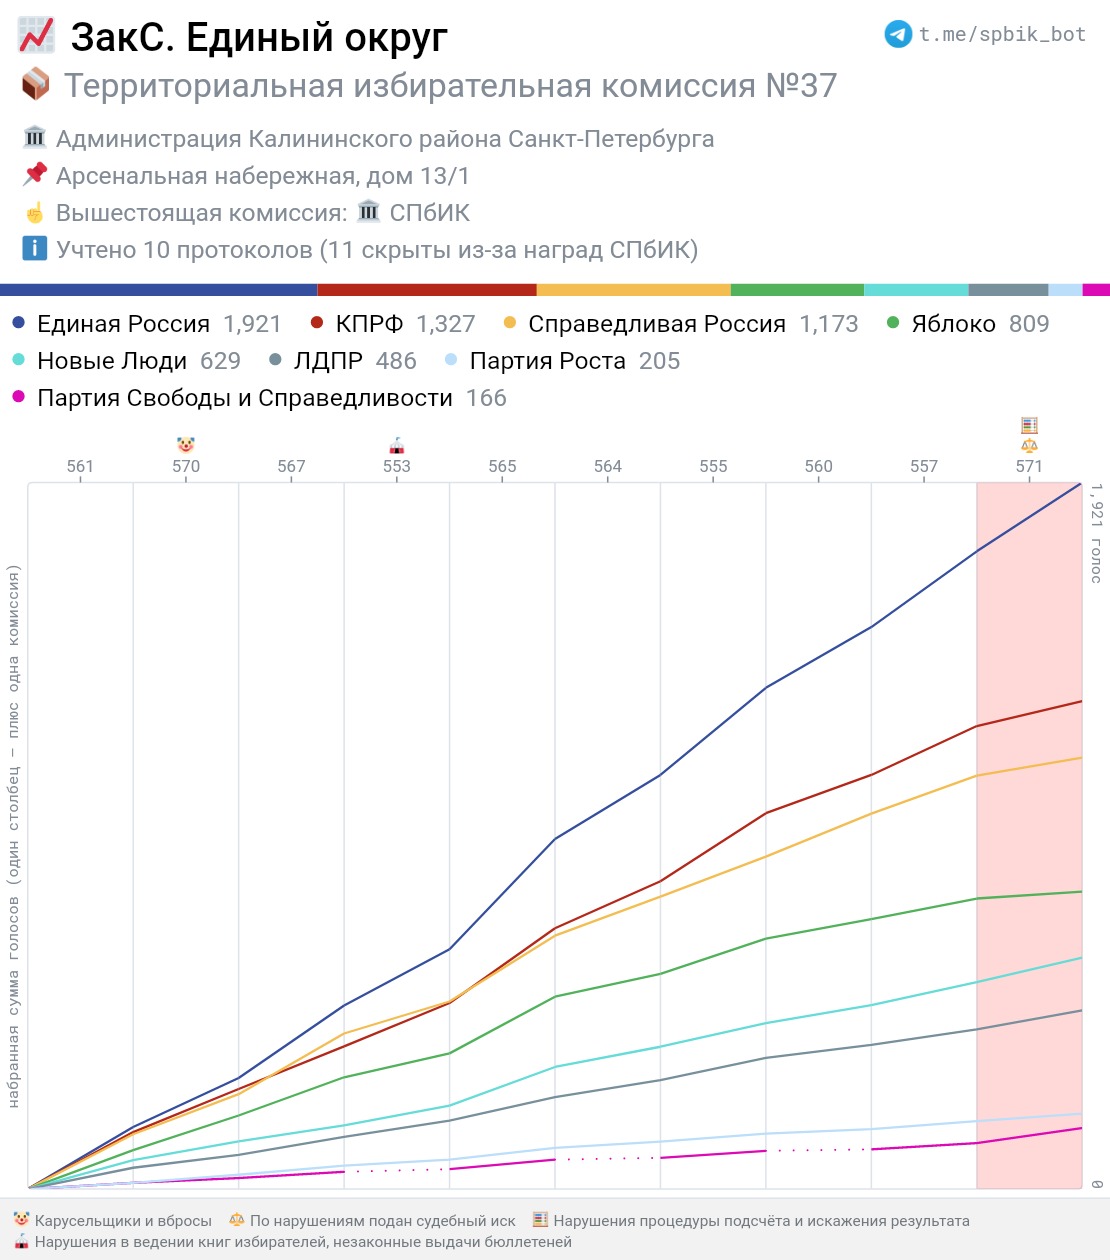 ЗакС. Единый округ
t.me/spbik_bot
Территориальная избирательная комиссия №37
Администрация Калининского района Санкт-Петербурга
Арсенальная набережная, дом 13/1
Вышестоящая комиссия: СПбИК
Учтено 10 протоколов (11 скрыты из-за наград СПбИК)
Единая Россия 1,921 КПРФ 1,327 Справедливая Россия 1,173 Яблоко 809
Новые Люди 629 ЛДПР 486 Партия Роста 205
Партия Свободы и Справедливости 166
561 570 567 553 565 564 555 560 557 571
1,921 голос
набранная сумма голосов (один столбец — плюс одна комиссия)
0
Карусельщики и вбросы По нарушениям подан судебный иск Нарушения процедуры подсчёта и искажения результата
Нарушения в ведении книг избирателей, незаконные выдачи бюллетеней